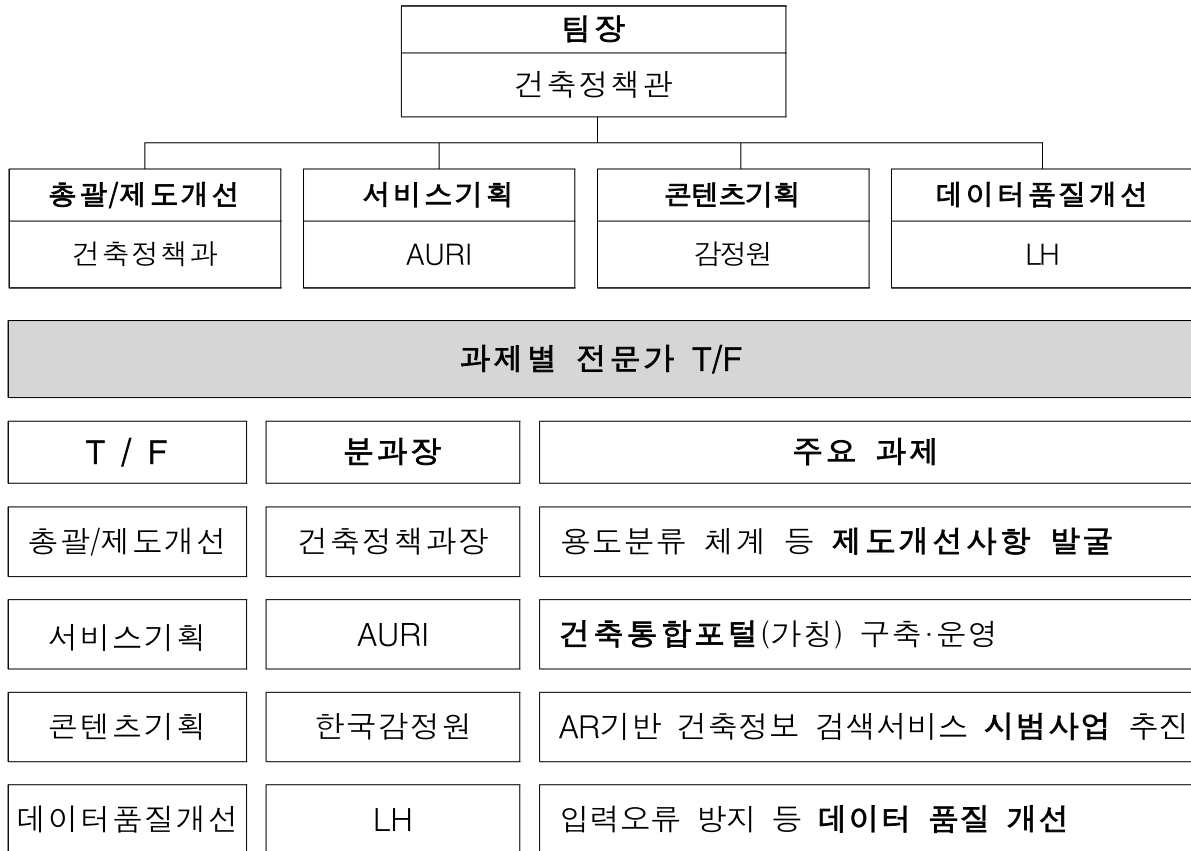 팀장
건축정책관
총괄/제도개선 서비스기획 콘텐츠기획 데이터품질개선
건축정책과 AURI 감정원 LH
과제별 전문가 T/F
T / F 분과장 주요 과제
총괄/제도개선 건축정책과장 용도분류 체계 등 제도개선사항 발굴
서비스기획 AURI 건축통합포털(가칭) 구축·운영
콘텐츠기획 한국감정원 AR기반 건축정보 검색서비스 시범사업 추진
데이터품질개선 LH 입력오류 방지 등 데이터 품질 개선